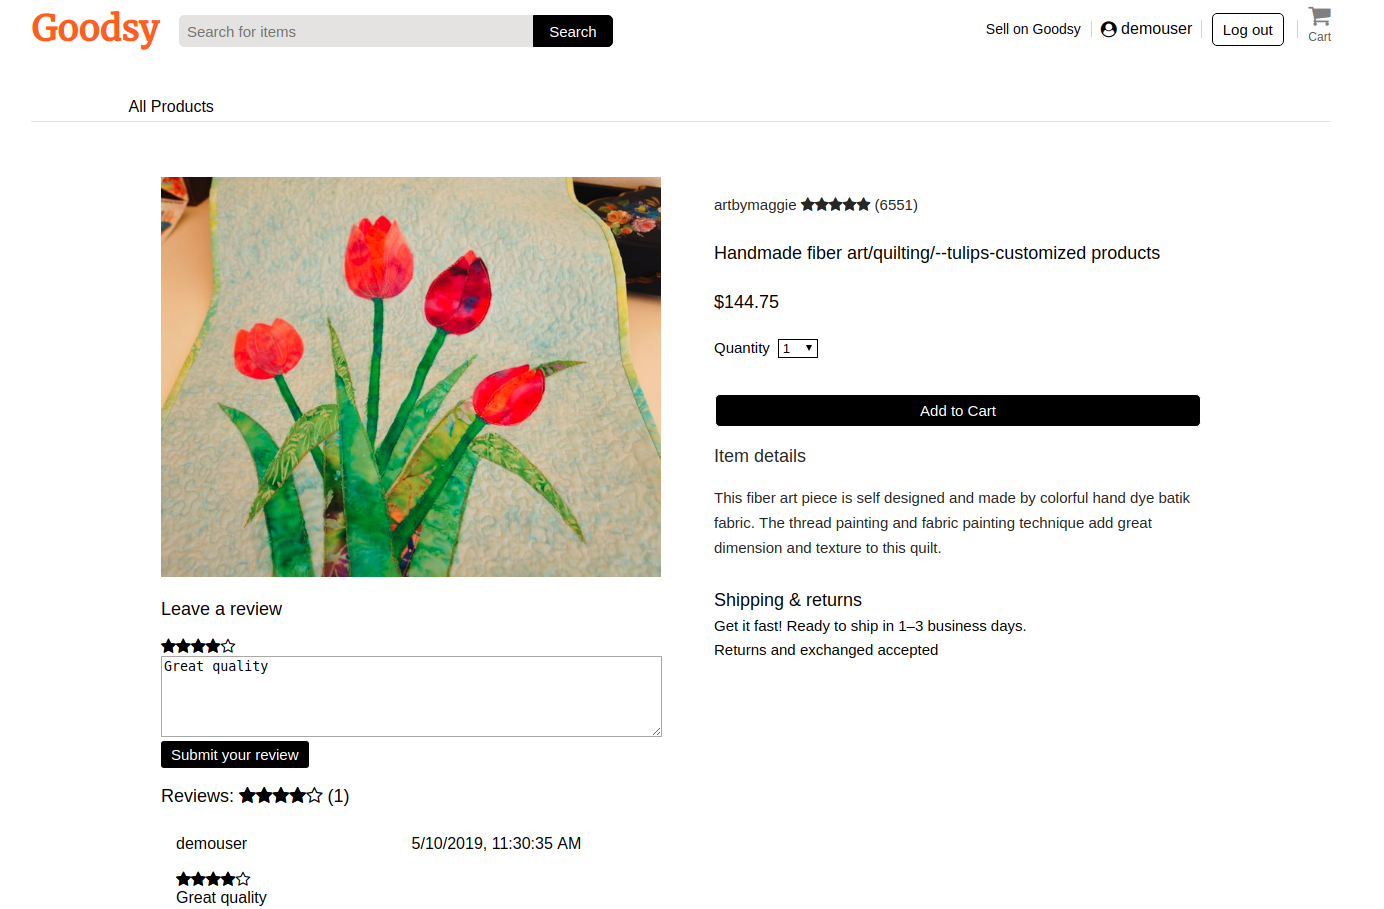 Goodsy
Search for items
Search
Sell on Goodsy
demouser
Log out
Cart
All Products
artbymaggie ★★★★★ (6551)
Handmade fiber art/quilting/--tulips-customized products
$144.75
Quantity 1
Add to Cart
Item details
This fiber art piece is self designed and made by colorful hand dye batik
fabric. The thread painting and fabric painting technique add great
dimension and texture to this quilt.
Shipping & returns
Get it fast! Ready to ship in 1–3 business days.
Returns and exchanged accepted
Leave a review
★★★★☆
Great quality
Submit your review
Reviews: ★★★★☆ (1)
demouser 5/10/2019, 11:30:35 AM
★★★★☆
Great quality